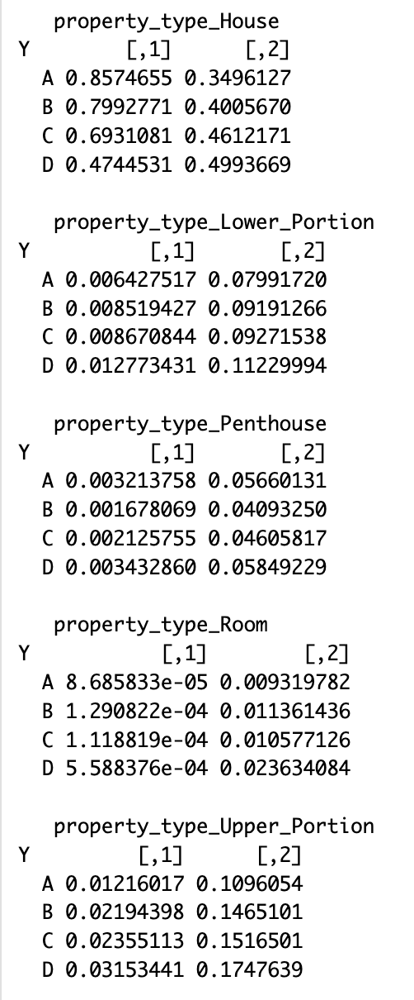 property_type_House
Y [,1] [,2]
A 0.8574655 0.3496127
B 0.7992771 0.4005670
C 0.6931081 0.4612171
D 0.4744531 0.4993669
property_type_Lower_Portion
Y [,1] [,2]
A 0.006427517 0.07991720
B 0.008519427 0.09191266
C 0.008670844 0.09271538
D 0.012773431 0.11229994
property_type_Penthouse
Y [,1] [,2]
A 0.003213758 0.05660131
B 0.001678069 0.04093250
C 0.002125755 0.04605817
D 0.003432860 0.05849229
property_type_Room
Y [,1] [,2]
A 8.685833e-05 0.009319782
B 1.290822e-04 0.011361436
C 1.118819e-04 0.010577126
D 5.588376e-04 0.023634084
property_type_Upper_Portion
Y [,1] [,2]
A 0.01216017 0.1096054
B 0.02194398 0.1465101
C 0.02355113 0.1516501
D 0.03153441 0.1747639